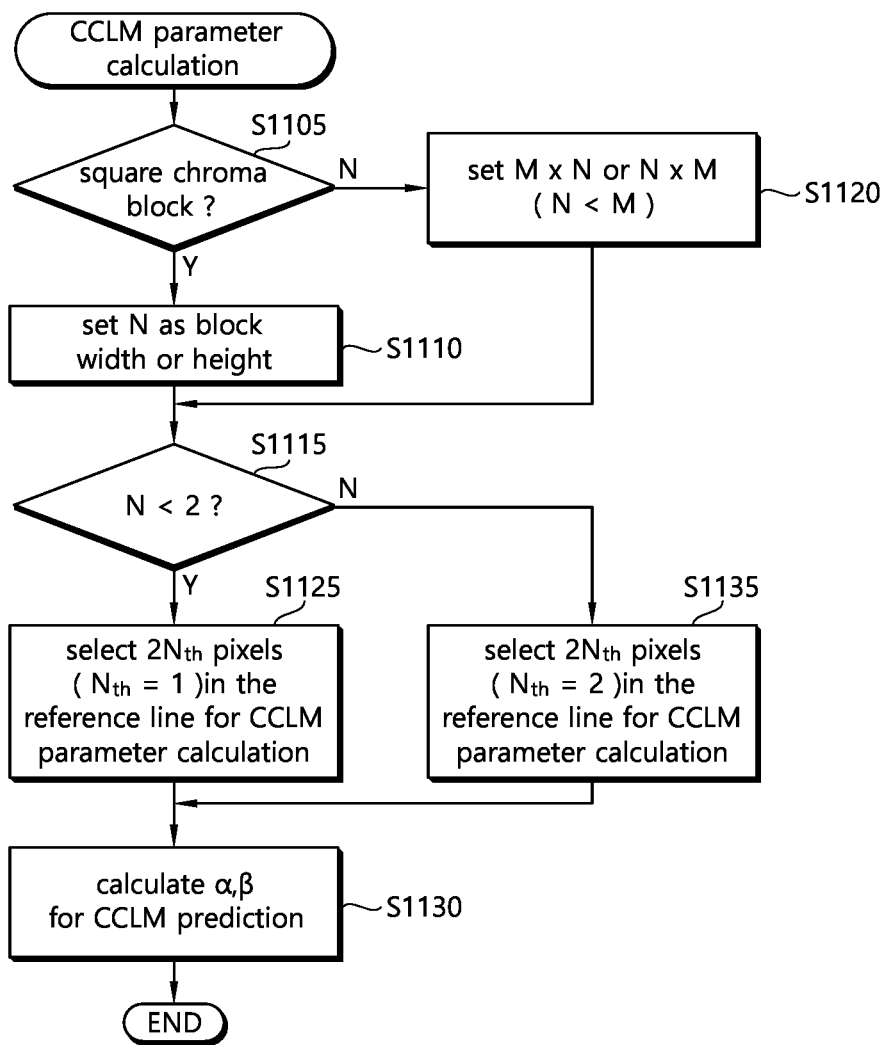 CCLM parameter
calculation
S1105
square chroma
block ?
N
set M x N or N x M
( N < M )
S1120
Y
set N as block
width or height
S1110
S1115
N < 2 ?
N
Y
S1125
select 2Nth pixels
( Nth = 1 )in the
reference line for CCLM
parameter calculation
S1135
select 2Nth pixels
( Nth = 2 )in the
reference line for CCLM
parameter calculation
calculate α,β
for CCLM prediction
S1130
END